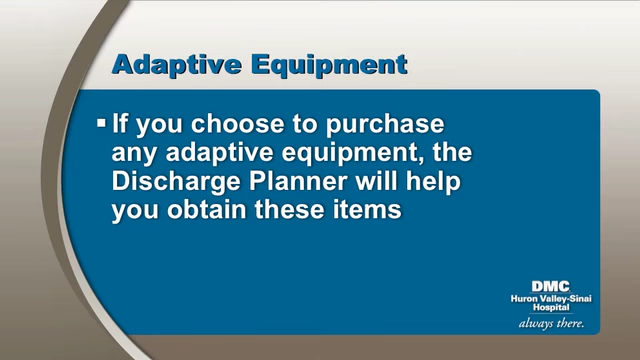 Adaptive Equipment
▪ If you choose to purchase
any adaptive equipment, the
Discharge Planner will help
you obtain these items
DMC
Huron Valley-Sinai
Hospital
always there.